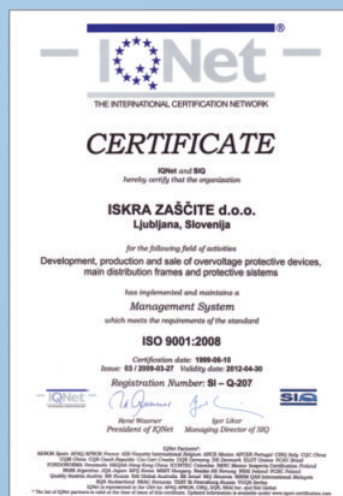 IQNet®
THE INTERNATIONAL CERTIFICATION NETWORK
CERTIFICATE
IQNet and SIQ
hereby certify that the organization
ISKRA ZAŠČITE d.o.o.
Ljubljana, Slovenija
for the following field of activities
Development, production and sale of overvoltage protective devices,
main distribution frames and protective sistems
has implemented and maintains a
Management System
which meets the requirements of the standard
ISO 9001:2008
Certification date: 1999-06-10
Issue: 03 / 2009-03-27 Validity date: 2012-04-30
Registration Number: SI – Q-207
IQNet
SIQ
René Wasmer
President of IQNet
Igor Likar
Managing Director of SIQ
IQNet Partners*: